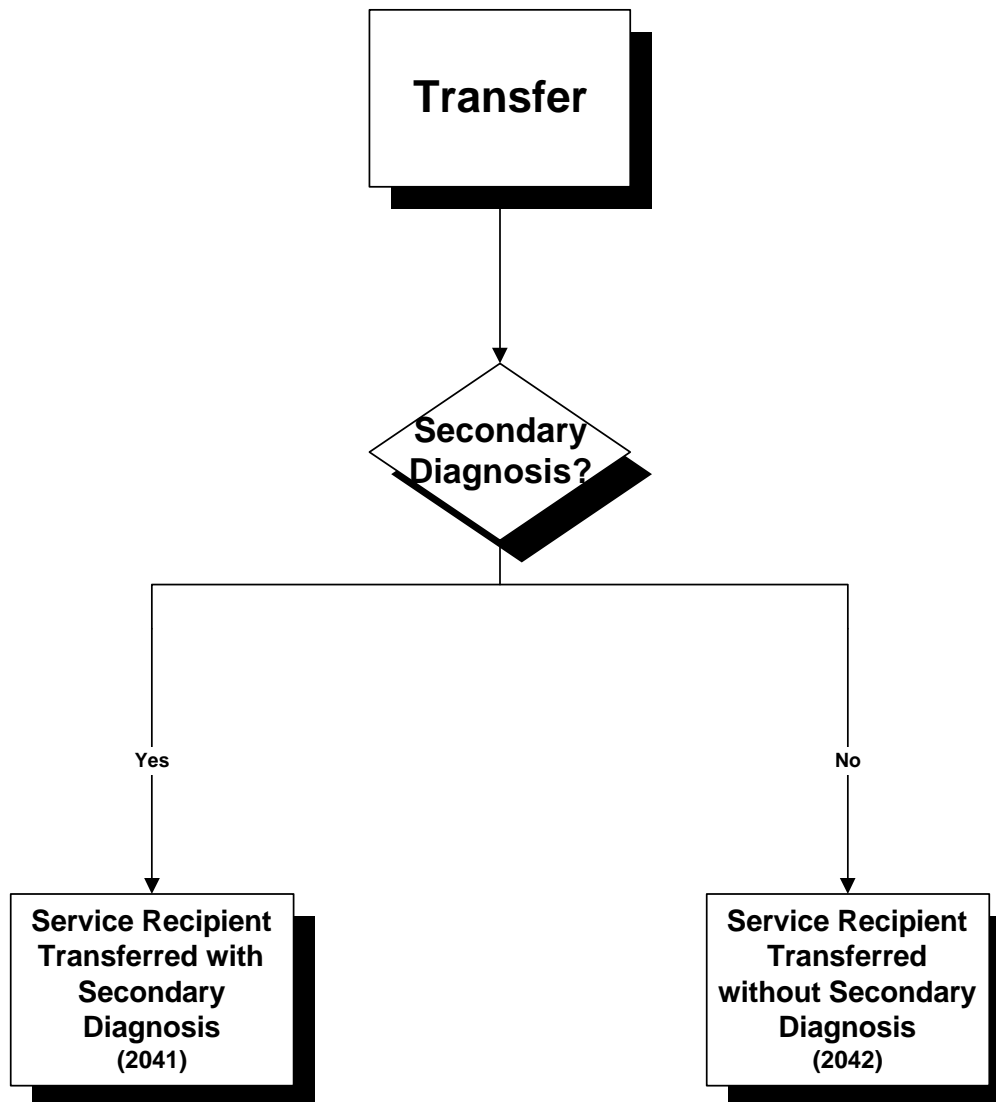 Transfer
Secondary
Diagnosis?
Yes
No
Service Recipient
Transferred with
Secondary
Diagnosis
(2041)
Service Recipient
Transferred
without Secondary
Diagnosis
(2042)